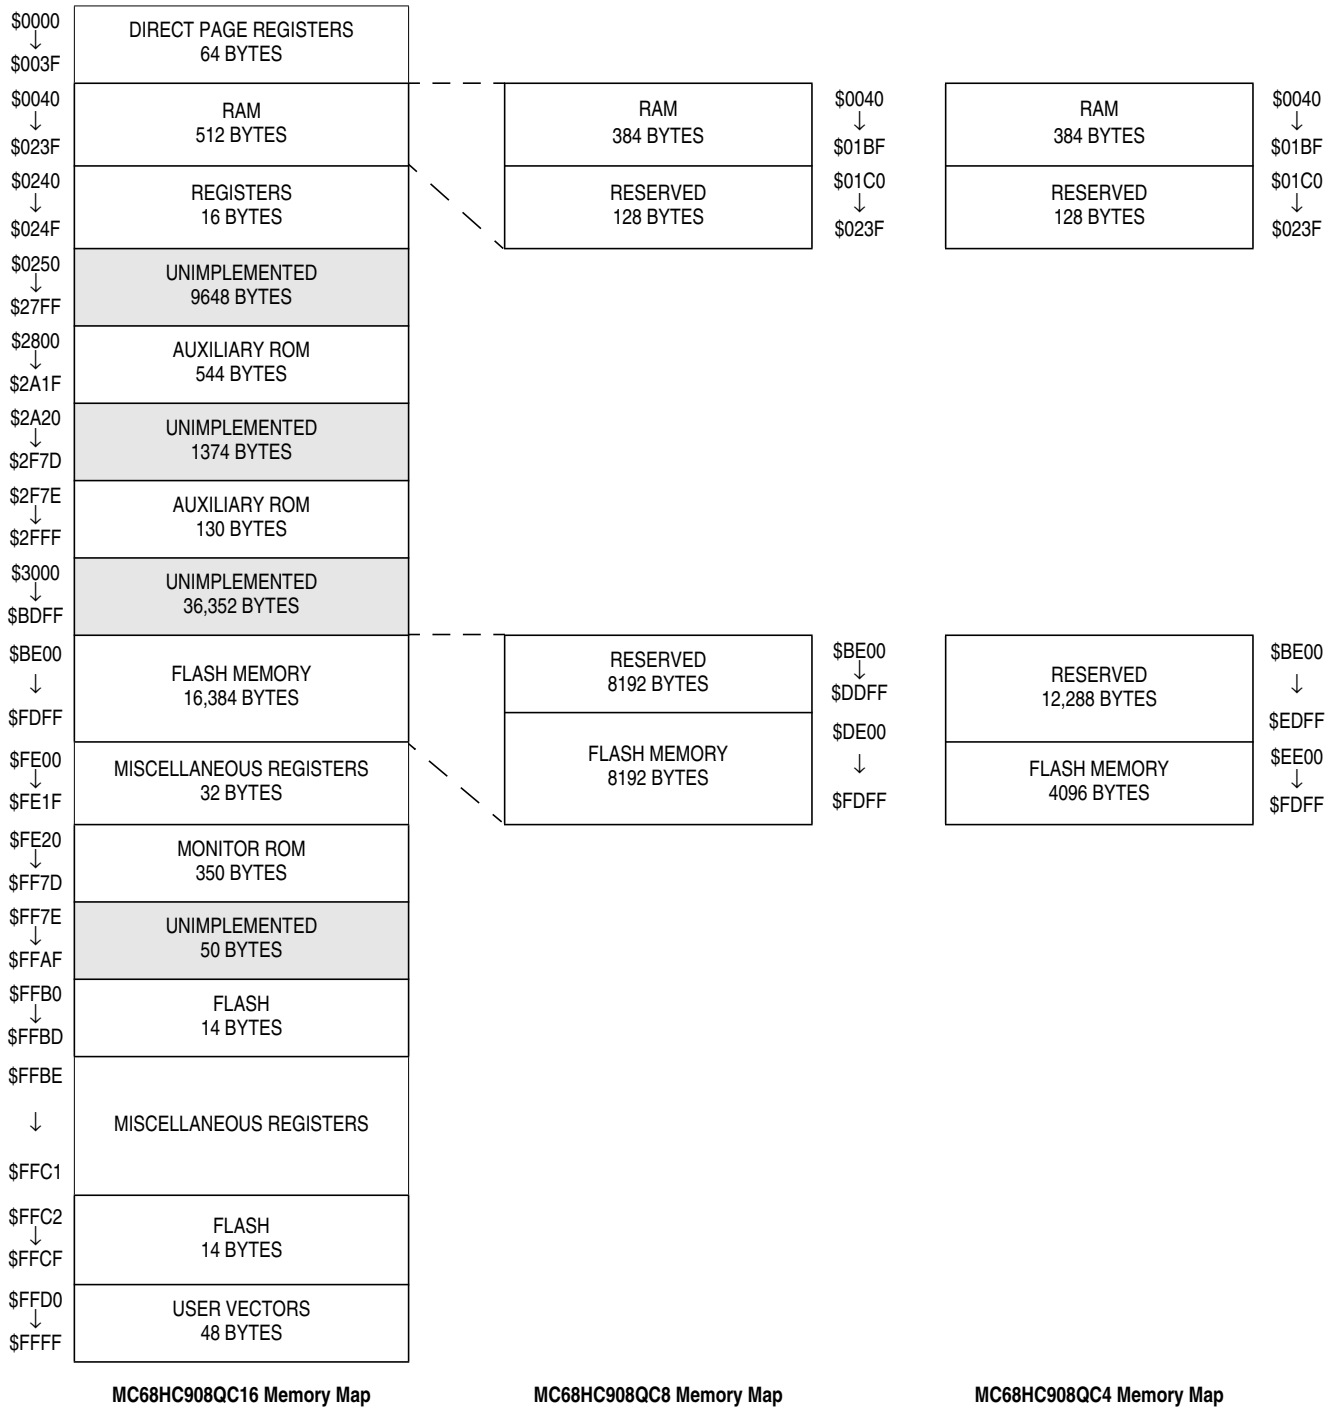 $0000
↓
$003F
DIRECT PAGE REGISTERS
64 BYTES
$0040
↓
$023F
RAM
512 BYTES
$0240
↓
$024F
REGISTERS
16 BYTES
$0250
↓
$27FF
UNIMPLEMENTED
9648 BYTES
$2800
↓
$2A1F
AUXILIARY ROM
544 BYTES
$2A20
↓
$2F7D
UNIMPLEMENTED
1374 BYTES
$2F7E
↓
$2FFF
AUXILIARY ROM
130 BYTES
$3000
↓
$BDFF
UNIMPLEMENTED
36,352 BYTES
$BE00
↓
$FDFF
FLASH MEMORY
16,384 BYTES
$FE00
↓
$FE1F
MISCELLANEOUS REGISTERS
32 BYTES
$FE20
↓
$FF7D
MONITOR ROM
350 BYTES
$FF7E
↓
$FFAF
UNIMPLEMENTED
50 BYTES
$FFB0
↓
$FFBD
FLASH
14 BYTES
$FFBE
↓
$FFC1
MISCELLANEOUS REGISTERS
$FFC2
↓
$FFCF
FLASH
14 BYTES
$FFD0
↓
$FFFF
USER VECTORS
48 BYTES
MC68HC908QC16 Memory Map
RAM
384 BYTES
$0040
↓
$01BF
RESERVED
128 BYTES
$01C0
↓
$023F
RESERVED
8192 BYTES
$BE00
↓
$DDFF
FLASH MEMORY
8192 BYTES
$DE00
↓
$FDFF
MC68HC908QC8 Memory Map
RAM
384 BYTES
$0040
↓
$01BF
RESERVED
128 BYTES
$01C0
↓
$023F
RESERVED
12,288 BYTES
$BE00
↓
$EDFF
FLASH MEMORY
4096 BYTES
$EE00
↓
$FDFF
MC68HC908QC4 Memory Map